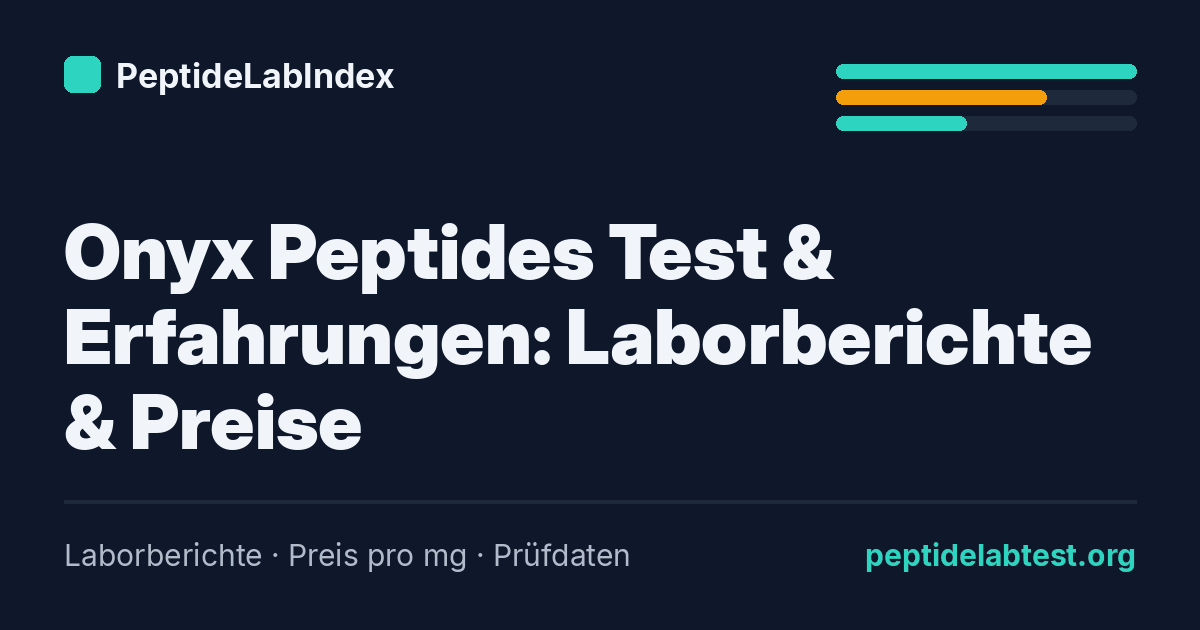 PeptideLabIndex
Onyx Peptides Test &
Erfahrungen: Laborberichte
& Preise
Laborberichte · Preis pro mg · Prüfdaten
peptidelabtest.org